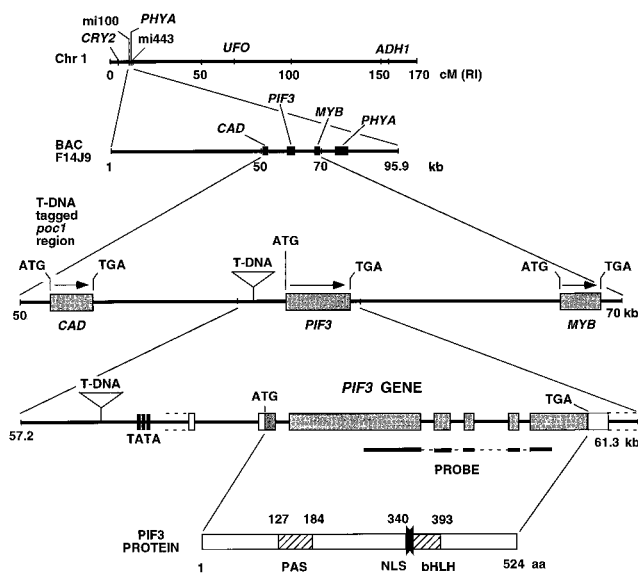 mi100
PHYA
CRY2
mi443
UFO
ADH1
Chr 1
0 50 100 150 170 cM (RI)
PIF3
MYB
CAD
PHYA
BAC
F14J9
1 50 70 95.9 kb
T-DNA
tagged
poc1
region
ATG TGA T-DNA ATG TGA ATG TGA
50 CAD PIF3 MYB 70 kb
T-DNA ATG PIF3 GENE TGA
57.2 TATA 61.3 kb
PROBE
127 184 340 393
PIF3
PROTEIN
1 PAS NLS bHLH 524 aa